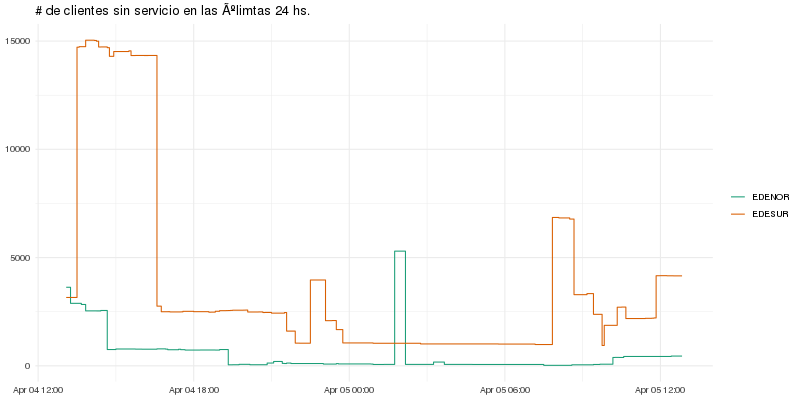 # de clientes sin servicio en las Ãºlimtas 24 hs.
15000
10000
5000
0
Apr 04 12:00 Apr 04 18:00 Apr 05 00:00 Apr 05 06:00 Apr 05 12:00
EDENOR
EDESUR